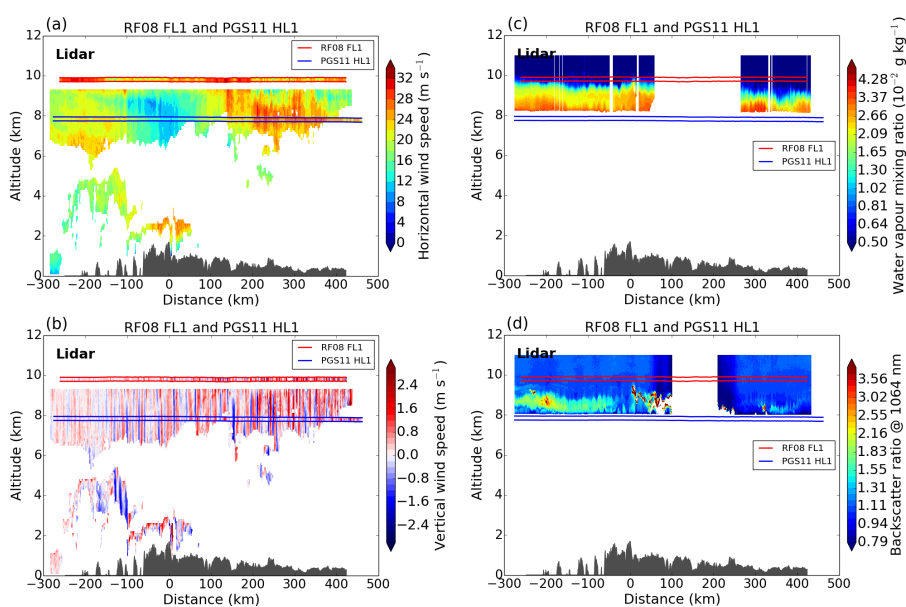 (a)
RF08 FL1 and PGS11 HL1
Lidar
RF08 FL1
PGS11 HL1
12
10
8
6
4
2
0
Altitude (km)
−300 −200 −100 0 100 200 300 400 500
Distance (km)
32
28
24
20
16
12
8
4
0
Horizontal wind speed (m s⁻¹)
(c)
RF08 FL1 and PGS11 HL1
Lidar
RF08 FL1
PGS11 HL1
12
10
8
6
4
2
0
Altitude (km)
−300 −200 −100 0 100 200 300 400 500
Distance (km)
4.28
3.37
2.66
2.09
1.65
1.30
1.02
0.81
0.64
0.50
Water vapour mixing ratio (10⁻² g kg⁻¹)
(b)
RF08 FL1 and PGS11 HL1
Lidar
RF08 FL1
PGS11 HL1
12
10
8
6
4
2
0
Altitude (km)
−300 −200 −100 0 100 200 300 400 500
Distance (km)
2.4
1.6
0.8
0.0
−0.8
−1.6
−2.4
Vertical wind speed (m s⁻¹)
(d)
RF08 FL1 and PGS11 HL1
Lidar
RF08 FL1
PGS11 HL1
12
10
8
6
4
2
0
Altitude (km)
−300 −200 −100 0 100 200 300 400 500
Distance (km)
3.56
3.02
2.55
2.16
1.83
1.55
1.31
1.11
0.94
0.79
Backscatter ratio @ 1064 nm